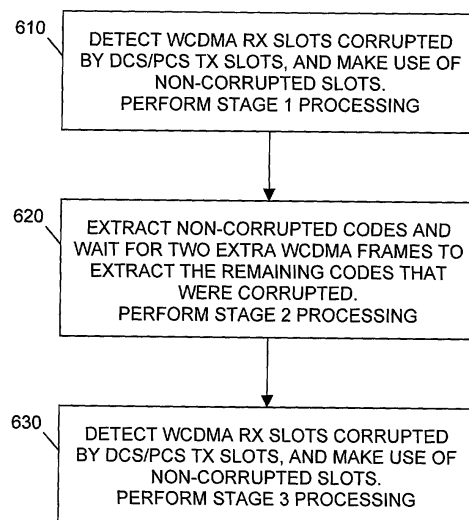 610
DETECT WCDMA RX SLOTS CORRUPTED
BY DCS/PCS TX SLOTS, AND MAKE USE OF
NON-CORRUPTED SLOTS.
PERFORM STAGE 1 PROCESSING
620
EXTRACT NON-CORRUPTED CODES AND
WAIT FOR TWO EXTRA WCDMA FRAMES TO
EXTRACT THE REMAINING CODES THAT
WERE CORRUPTED.
PERFORM STAGE 2 PROCESSING
630
DETECT WCDMA RX SLOTS CORRUPTED
BY DCS/PCS TX SLOTS, AND MAKE USE OF
NON-CORRUPTED SLOTS.
PERFORM STAGE 3 PROCESSING